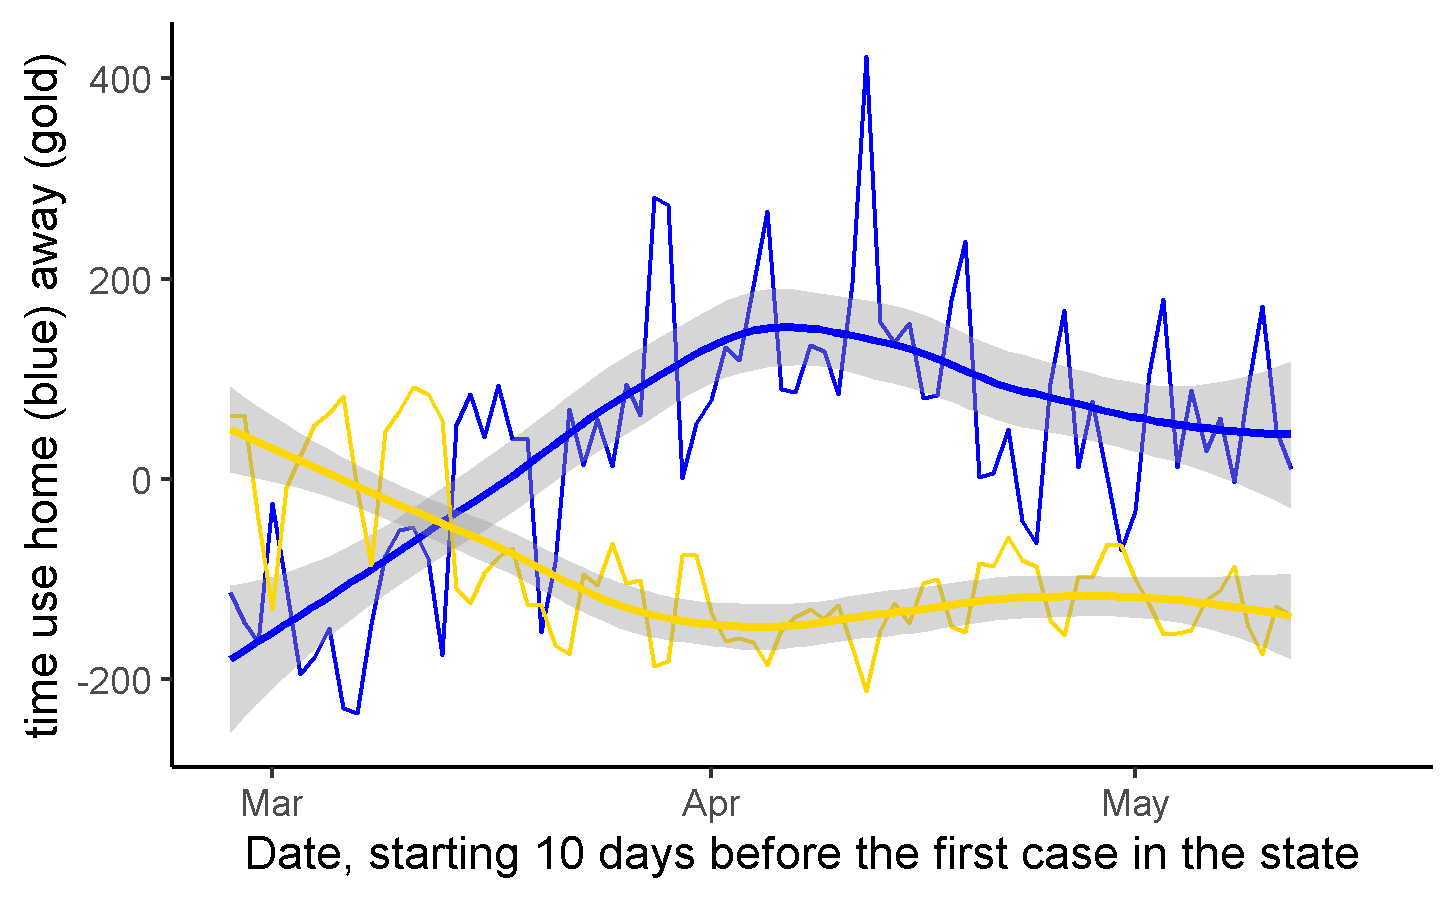 time use home (blue) away (gold)
400
200
0
-200
Mar Apr May
Date, starting 10 days before the first case in the state